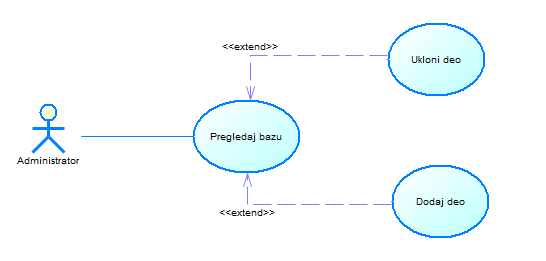 <<extend>>
Ukloni deo
Pregledaj bazu
Administrator
Dodaj deo
<<extend>>